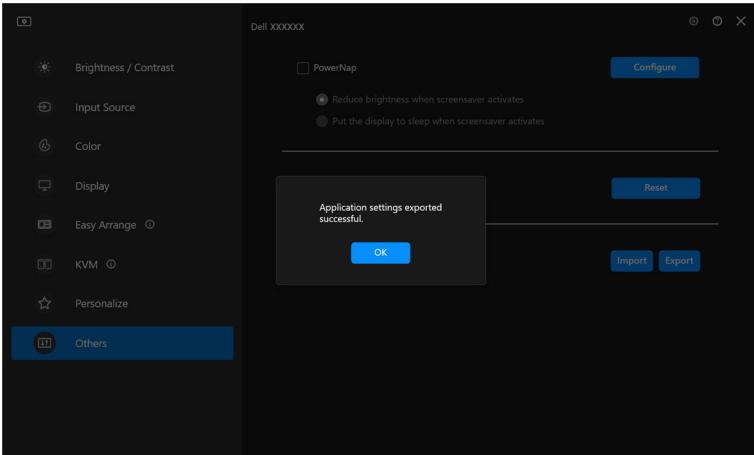 Dell XXXXXX
Brightness / Contrast
Input Source
Color
Display
Easy Arrange
KVM
Personalize
Others
PowerNap
Configure
Reduce brightness when screensaver activates
Put the display to sleep when screensaver activates
Reset
Application settings exported
successful.
OK
Import Export